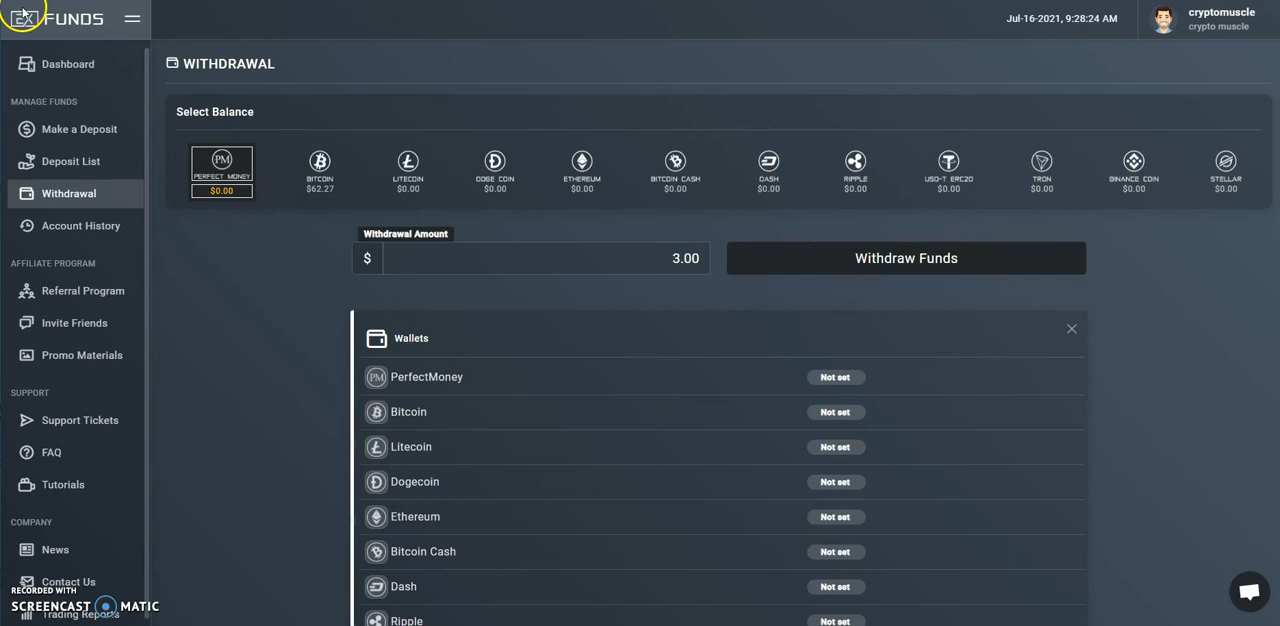 EX FUNDS
Jul-16-2021, 9:28:24 AM
cryptomuscle
crypto muscle
Dashboard
MANAGE FUNDS
Make a Deposit
Deposit List
Withdrawal
Account History
AFFILIATE PROGRAM
Referral Program
Invite Friends
Promo Materials
SUPPORT
Support Tickets
FAQ
Tutorials
COMPANY
News
Contact Us
Trading Reports
RECORDED WITH
SCREENCAST MATIC
WITHDRAWAL
Select Balance
PM
PERFECT MONEY
$0.00
BITCOIN
$62.27
LITECOIN
$0.00
DOGE COIN
$0.00
ETHEREUM
$0.00
BITCOIN CASH
$0.00
DASH
$0.00
RIPPLE
$0.00
USD-T ERC20
$0.00
TRON
$0.00
BINANCE COIN
$0.00
STELLAR
$0.00
Withdrawal Amount
$ 3.00
Withdraw Funds
Wallets
PM PerfectMoney Not set
Bitcoin Not set
Litecoin Not set
Dogecoin Not set
Ethereum Not set
Bitcoin Cash Not set
Dash Not set
Ripple Not set